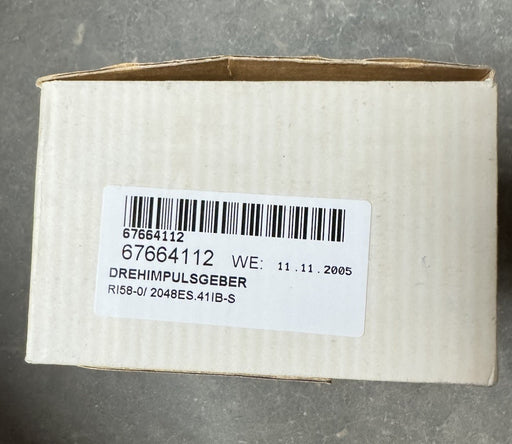 67664112
67664112 WE: 11.11.2005
DREHIMPULSGEBER
RI58-0/ 2048ES.41IB-S